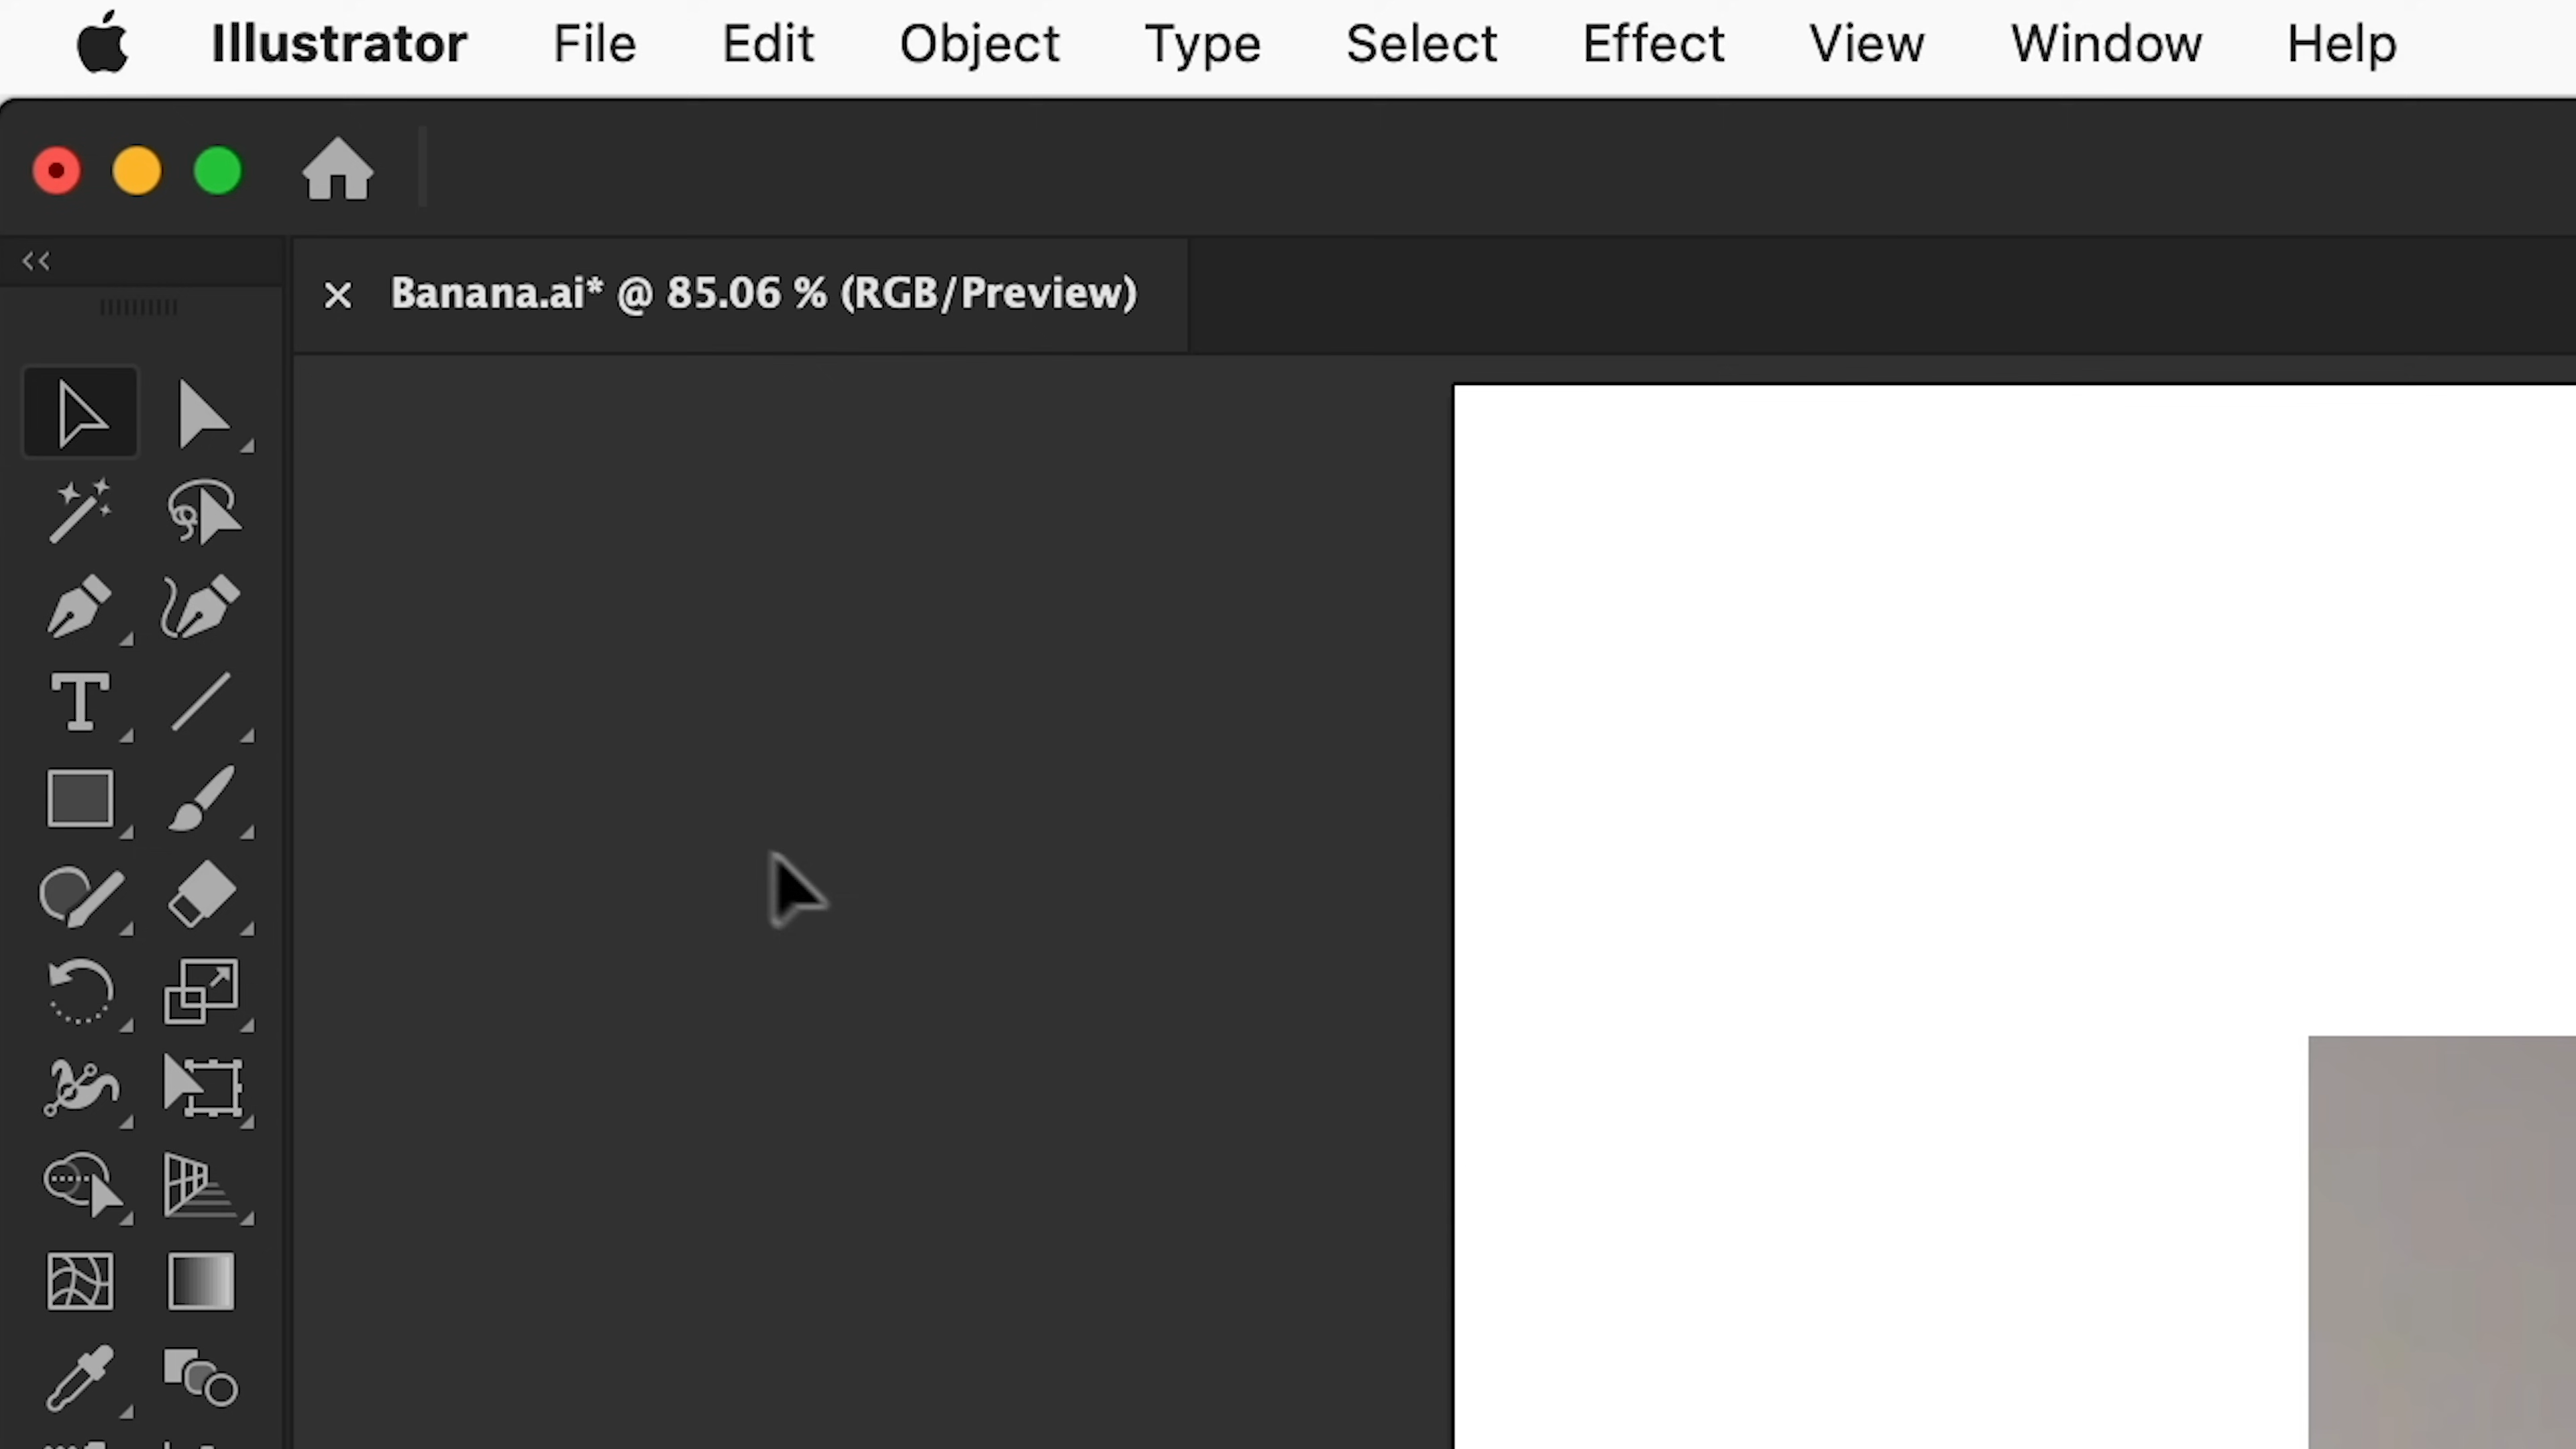 Illustrator File Edit Object Type Select Effect View Window Help
Banana.ai* @ 85.06 % (RGB/Preview)